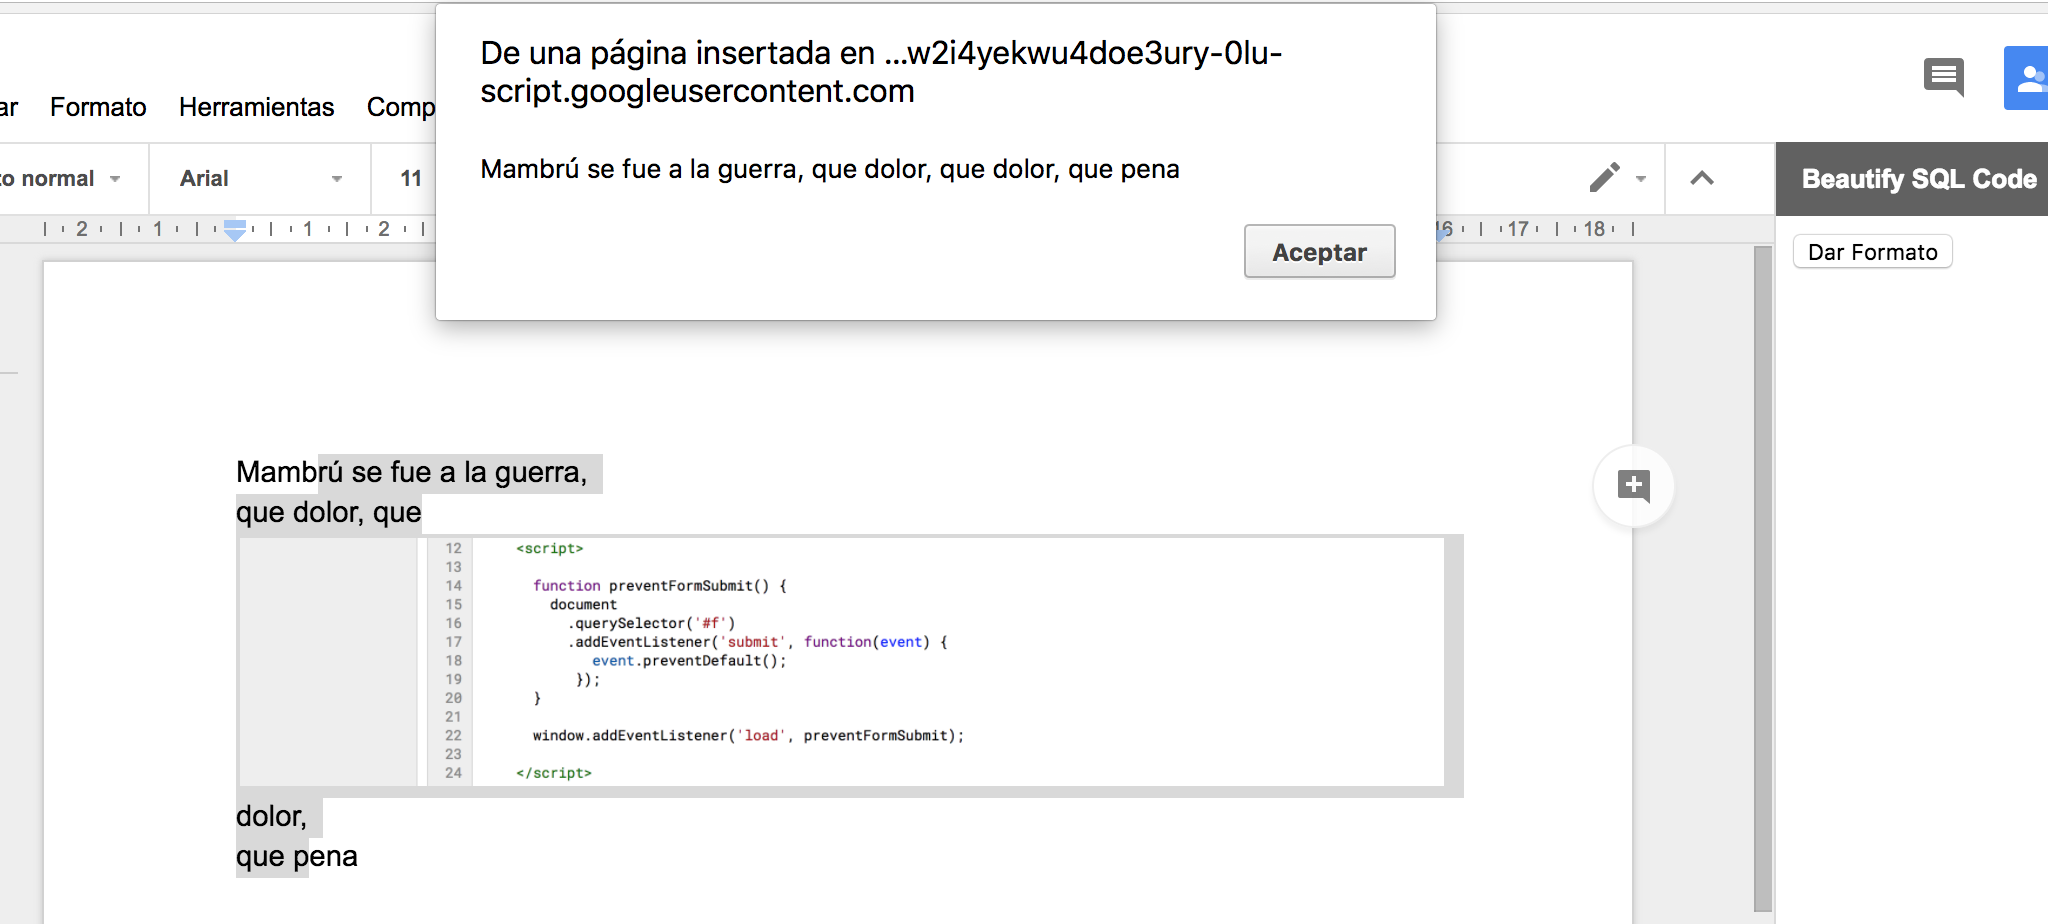 De una página insertada en ...w2i4yekwu4doe3ury-0lu-
script.googleusercontent.com
Mambrú se fue a la guerra, que dolor, que dolor, que pena
Aceptar
ar Formato Herramientas Comp
o normal Arial 11
Beautify SQL Code
2 1 1 2 16 17 18
Dar Formato
Mambrú se fue a la guerra,
que dolor, que
12 <script>
13
14 function preventFormSubmit() {
15 document
16 .querySelector('#f')
17 .addEventListener('submit', function(event) {
18 event.preventDefault();
19 });
20 }
21
22 window.addEventListener('load', preventFormSubmit);
23
24 </script>
dolor,
que pena